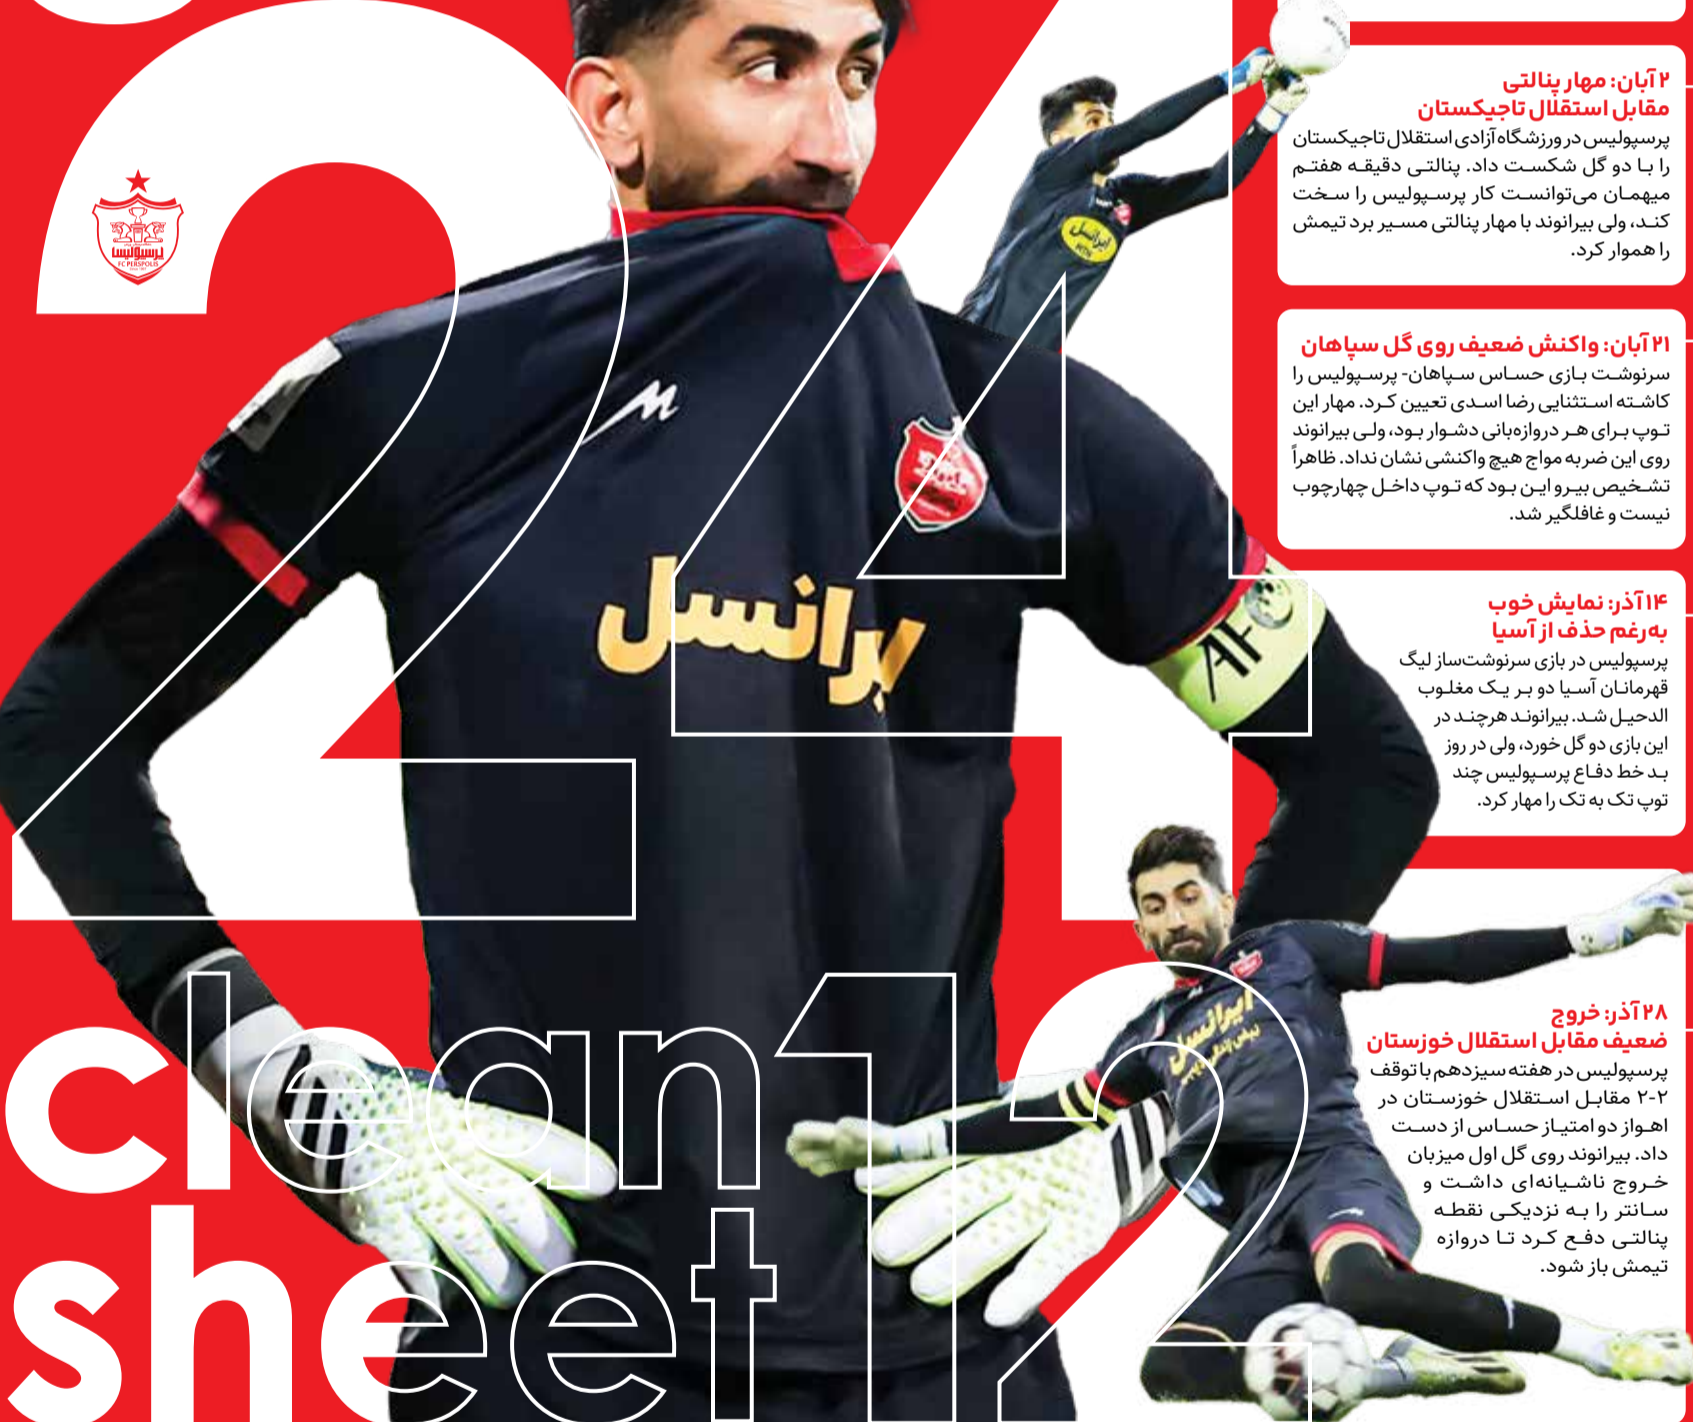 24
پرسپولیس
FC PERSPOLIS
ایرانسل
ایرانسل
AFC
clean
sheet
12
ایرانسل
۲ آبان: مهار پنالتی
مقابل استقلال تاجیکستان
پرسپولیس در ورزشگاه آزادی استقلال تاجیکستان
را با دو گل شکست داد. پنالتی دقیقه هفتم
میهمان می‌توانست کار پرسپولیس را سخت
کند، ولی بیرانوند با مهار پنالتی مسیر برد تیمش
را هموار کرد.
۲۱ آبان: واکنش ضعیف روی گل سپاهان
سرنوشت بازی حساس سپاهان- پرسپولیس را
کاشته استثنایی رضا اسدی تعیین کرد. مهار این
توپ برای هر دروازه‌بانی دشوار بود، ولی بیرانوند
روی این ضربه مواج هیچ واکنشی نشان نداد. ظاهراً
تشخیص بیرو این بود که توپ داخل چهارچوب
نیست و غافلگیر شد.
۱۴ آذر: نمایش خوب
به‌رغم حذف از آسیا
پرسپولیس در بازی سرنوشت‌ساز لیگ
قهرمانان آسیا دو بر یک مغلوب
الدحیل شد. بیرانوند هرچند در
این بازی دو گل خورد، ولی در روز
بد خط دفاع پرسپولیس چند
توپ تک به تک را مهار کرد.
۲۸ آذر: خروج
ضعیف مقابل استقلال خوزستان
پرسپولیس در هفته سیزدهم با توقف
۲-۲ مقابل استقلال خوزستان در
اهواز دو امتیاز حساس از دست
داد. بیرانوند روی گل اول میزبان
خروج ناشیانه‌ای داشت و
سانتر را به نزدیکی نقطه
پنالتی دفع کرد تا دروازه
تیمش باز شود.